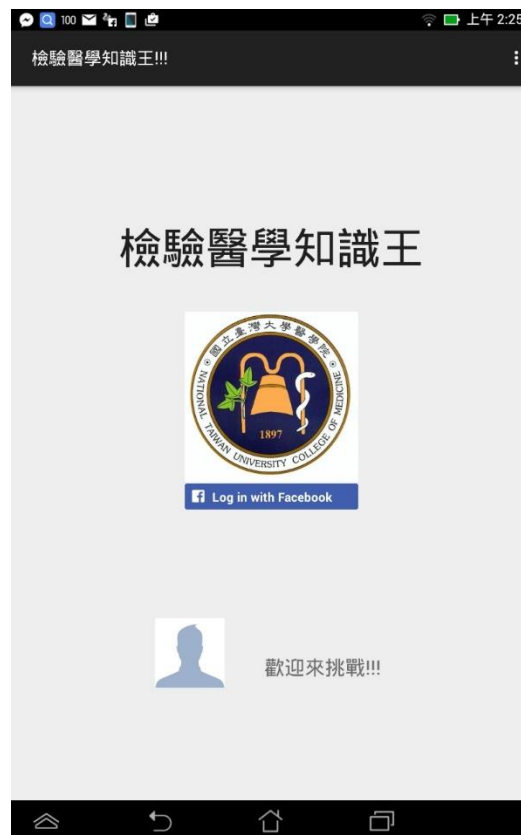 100 上午 2:25
檢驗醫學知識王!!!
檢驗醫學知識王
國立臺灣大學醫學院
NATIONAL TAIWAN UNIVERSITY COLLEGE OF MEDICINE
1897
Log in with Facebook
歡迎來挑戰!!!